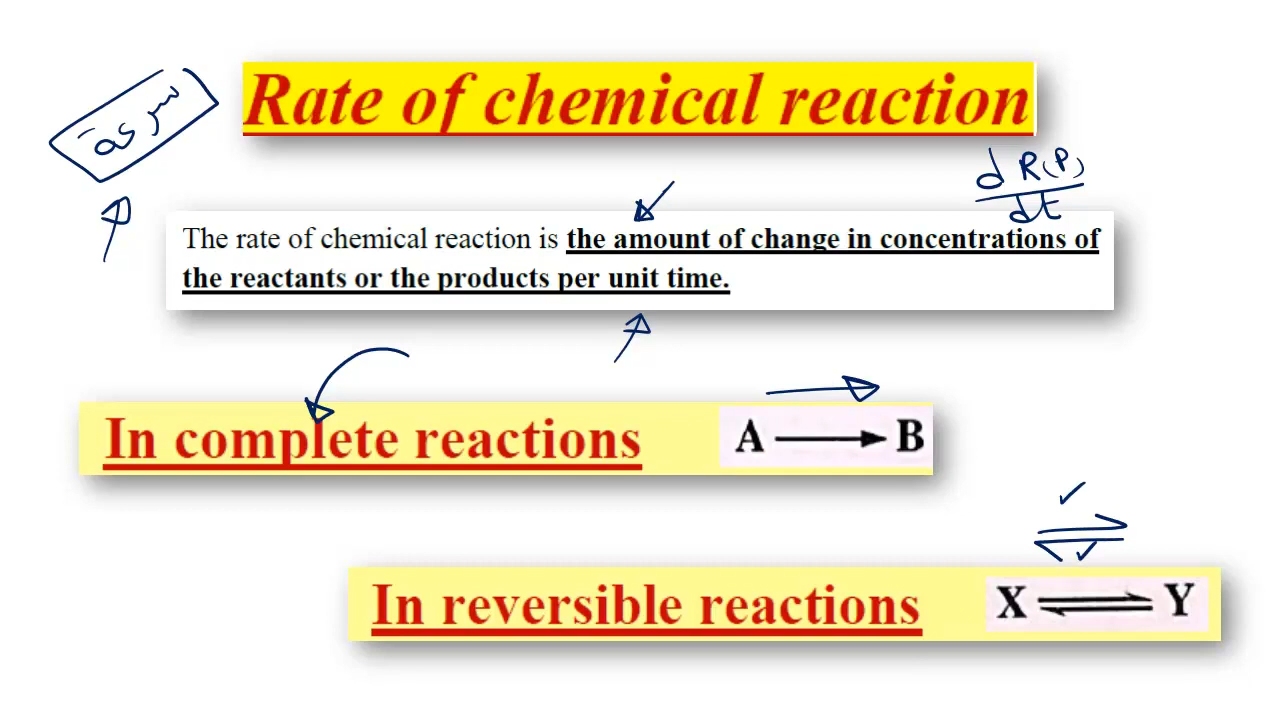 Rate of chemical reaction
سرعة
d R(P)
dt
The rate of chemical reaction is the amount of change in concentrations of
the reactants or the products per unit time.
In complete reactions
A ⟶ B
In reversible reactions
X ⇌ Y